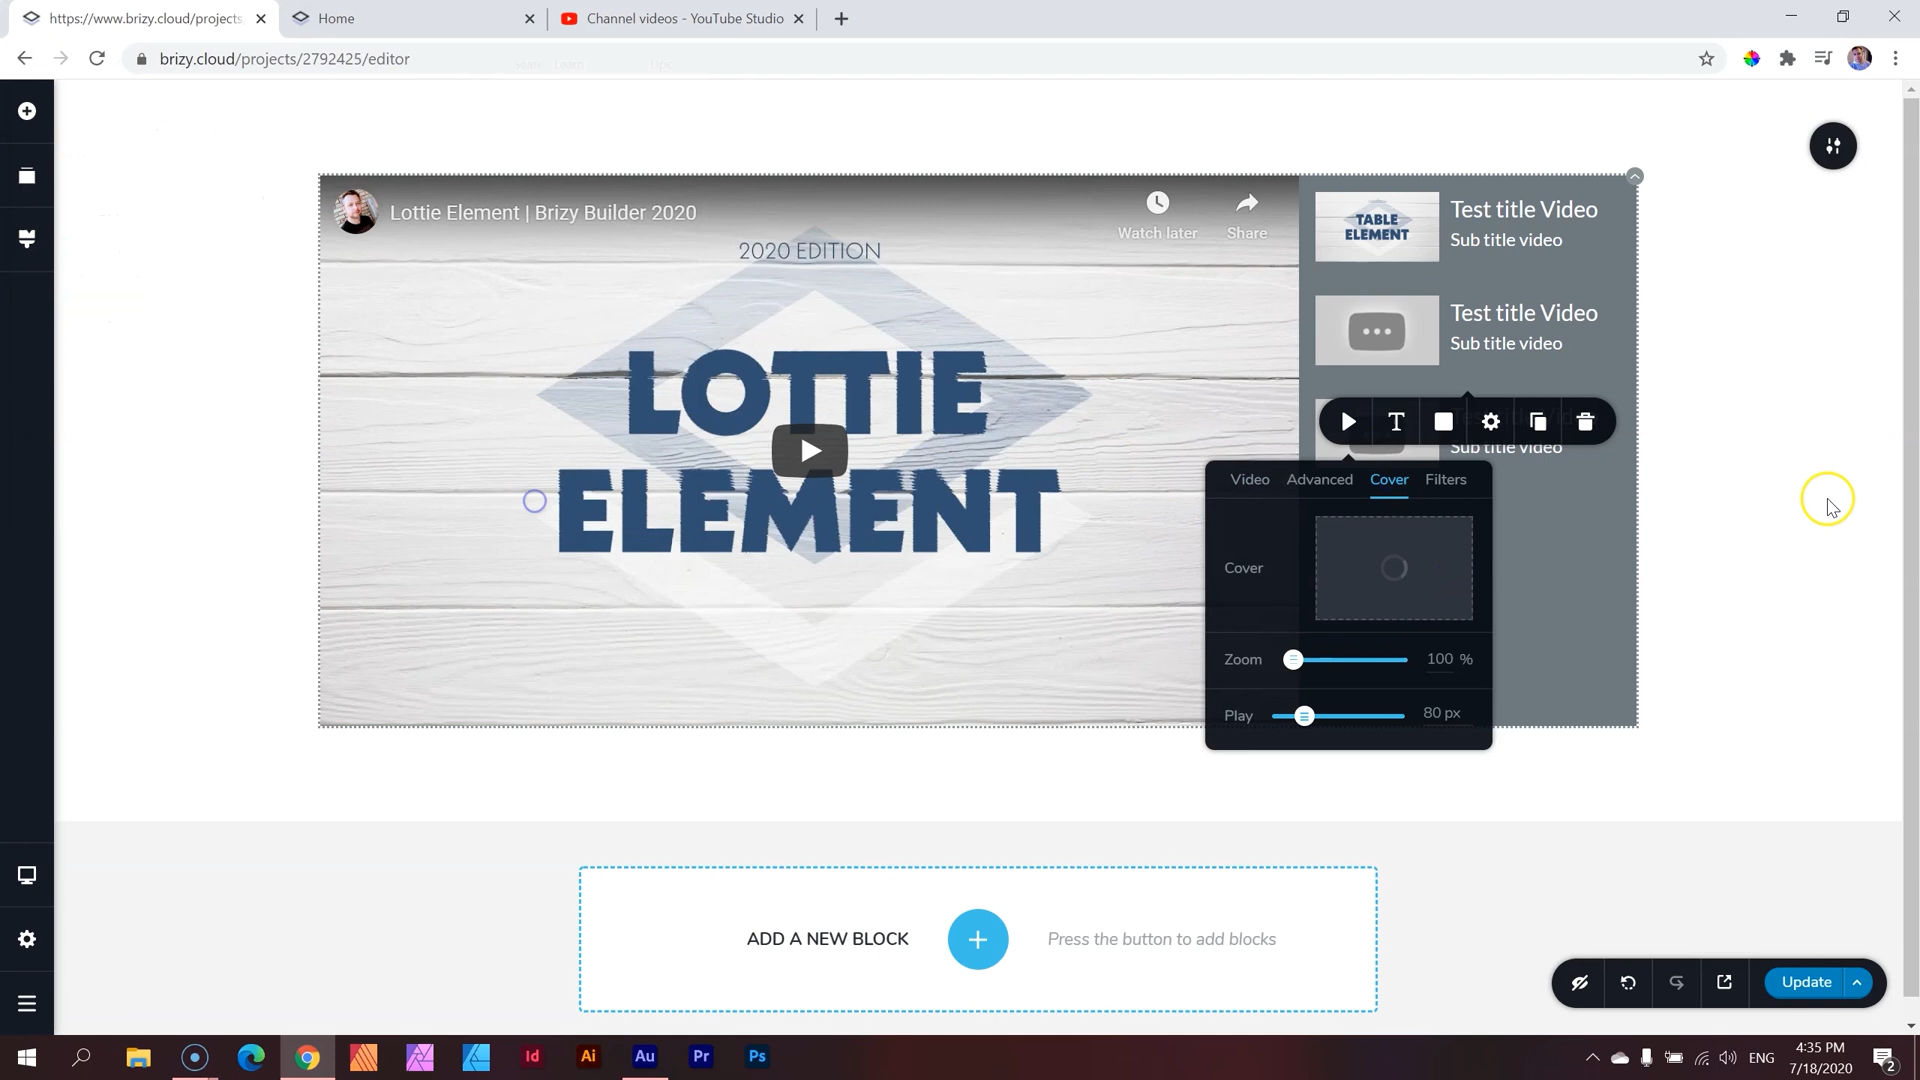 https://www.brizy.cloud/projects
Home
Channel videos - YouTube Studio
brizy.cloud/projects/2792425/editor
Lottie Element | Brizy Builder 2020
Watch later
Share
2020 EDITION
LOTTIE
ELEMENT
TABLE
ELEMENT
Test title Video
Sub title video
Test title Video
Sub title video
Sub title video
Video Advanced Cover Filters
Cover
Zoom 100 %
Play 80 px
ADD A NEW BLOCK
Press the button to add blocks
Update
Id Ai Au Pr Ps
ENG
4:35 PM
7/18/2020
2